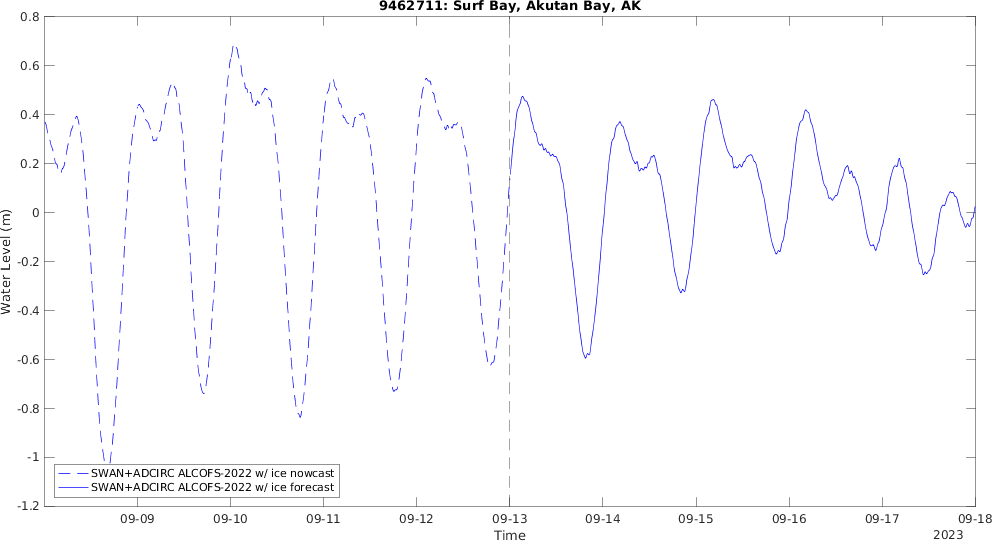 9462711: Surf Bay, Akutan Bay, AK
0.8
0.6
0.4
0.2
0
-0.2
-0.4
-0.6
-0.8
-1
-1.2
Water Level (m)
SWAN+ADCIRC ALCOFS-2022 w/ ice nowcast
SWAN+ADCIRC ALCOFS-2022 w/ ice forecast
09-09 09-10 09-11 09-12 09-13 09-14 09-15 09-16 09-17 09-18
Time
2023